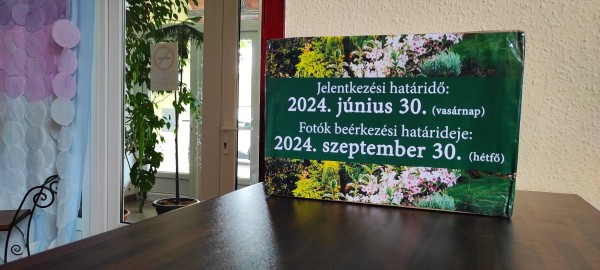 Jelentkezési határidő:
2024. június 30. (vasárnap)
Fotók beérkezési határideje:
2024. szeptember 30. (hétfő)